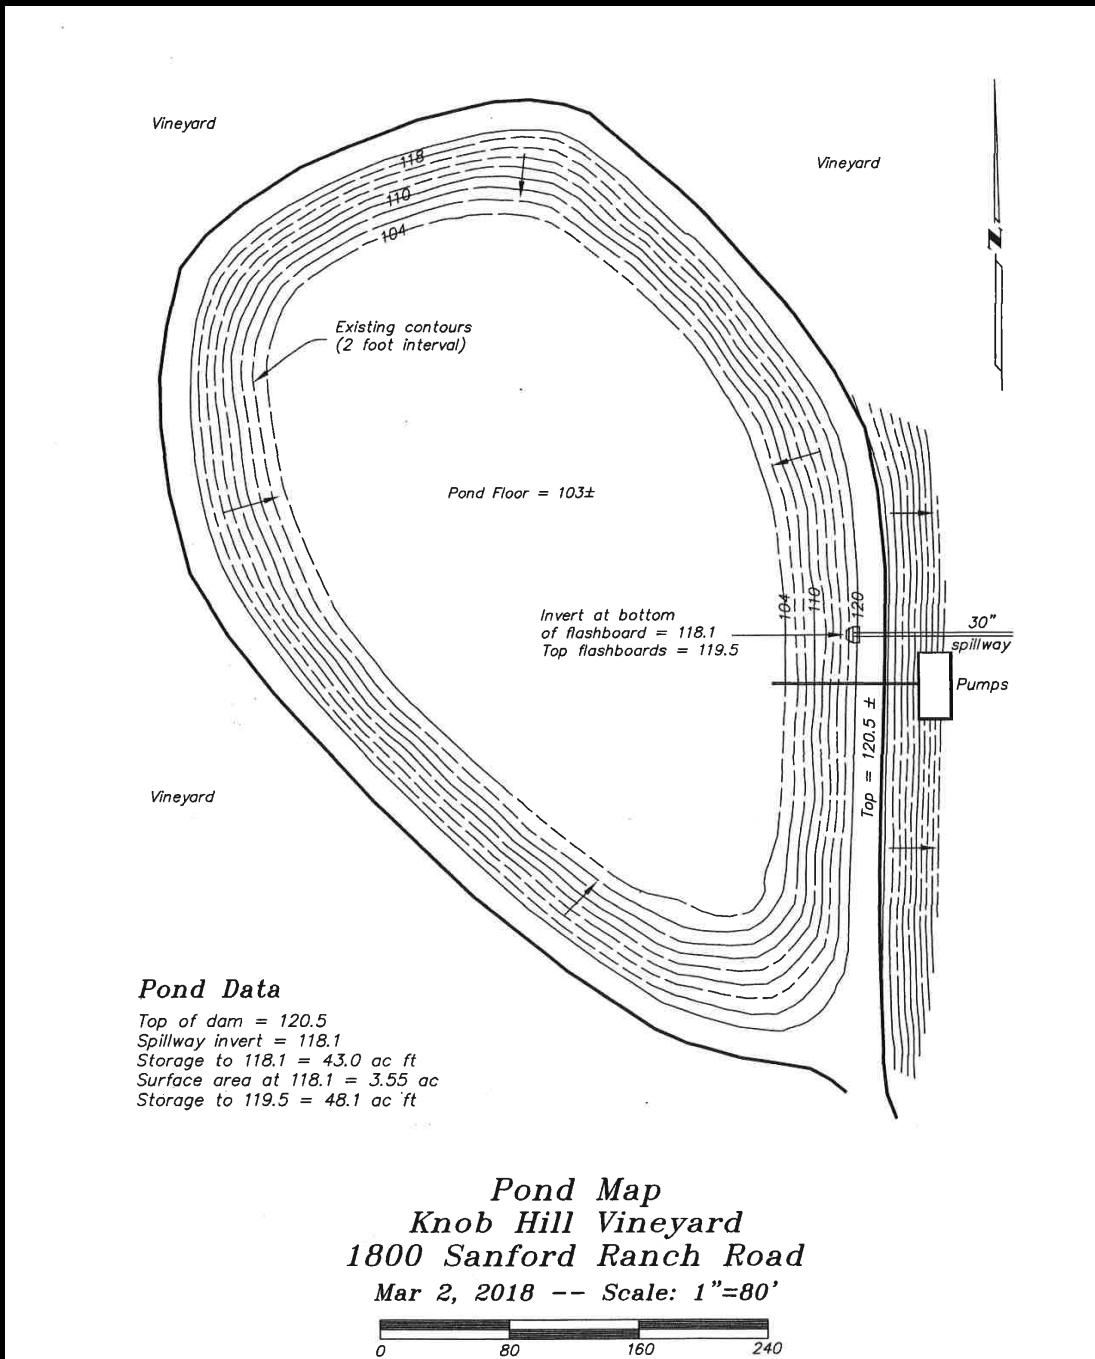 Vineyard
Vineyard
118
110
104
N
Existing contours
(2 foot interval)
Pond Floor = 103±
104
110
120
Invert at bottom
of flashboard = 118.1
Top flashboards = 119.5
30"
spillway
Pumps
Top = 120.5 ±
Vineyard
Pond Data
Top of dam = 120.5
Spillway invert = 118.1
Storage to 118.1 = 43.0 ac ft
Surface area at 118.1 = 3.55 ac
Storage to 119.5 = 48.1 ac ft
Pond Map
Knob Hill Vineyard
1800 Sanford Ranch Road
Mar 2, 2018 -- Scale: 1"=80'
0 80 160 240